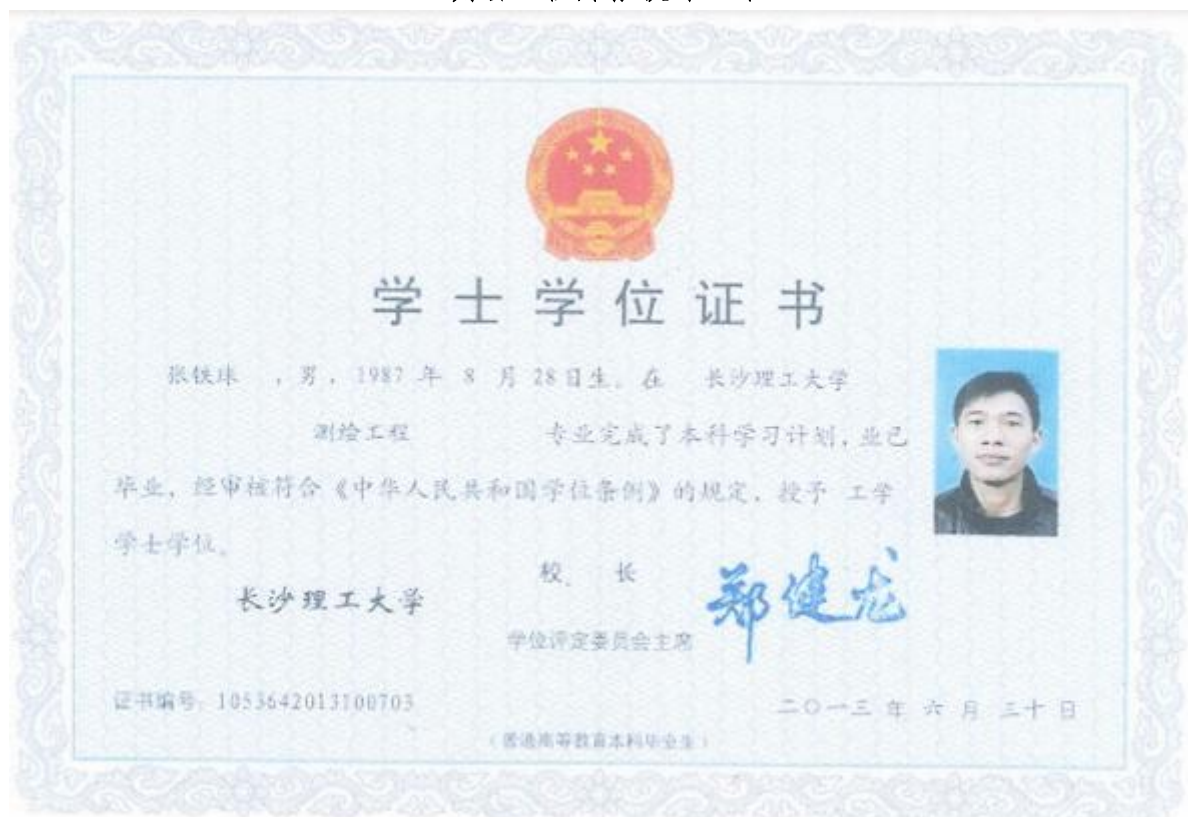 学士学位证书
张铁球 ,男,1987 年 8 月 28日生。在 长沙理工大学
测绘工程 专业完成了本科学习计划,业已
毕业,经审核符合《中华人民共和国学位条例》的规定,授予 工学
学士学位。
校 长 郑健龙
长沙理工大学
学位评定委员会主席
证书编号:1053642013100703
二〇一三 年 六 月 三十 日
(普通高等教育本科毕业生)